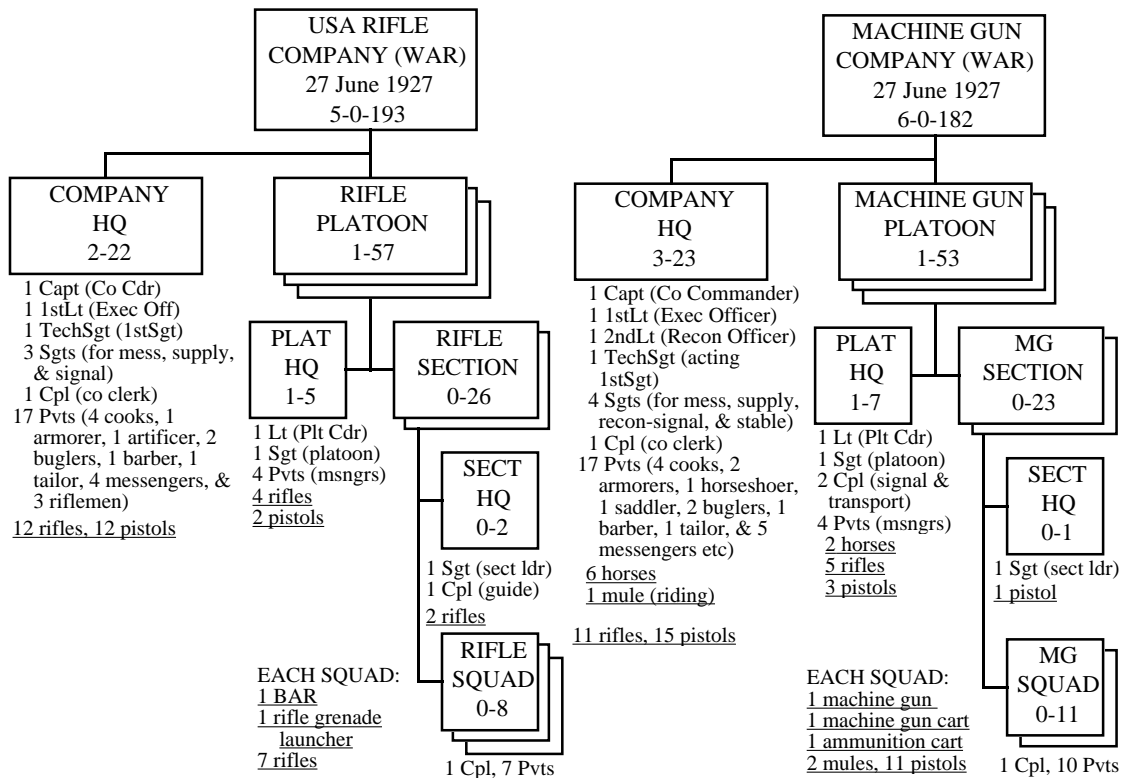 USA RIFLE
COMPANY (WAR)
27 June 1927
5-0-193
COMPANY
HQ
2-22
1 Capt (Co Cdr)
1 1stLt (Exec Off)
1 TechSgt (1stSgt)
3 Sgts (for mess, supply,
& signal)
1 Cpl (co clerk)
17 Pvts (4 cooks, 1
armorer, 1 artificer, 2
buglers, 1 barber, 1
tailor, 4 messengers, &
3 riflemen)
12 rifles, 12 pistols
RIFLE
PLATOON
1-57
PLAT
HQ
1-5
1 Lt (Plt Cdr)
1 Sgt (platoon)
4 Pvts (msngrs)
4 rifles
2 pistols
RIFLE
SECTION
0-26
SECT
HQ
0-2
1 Sgt (sect ldr)
1 Cpl (guide)
2 rifles
RIFLE
SQUAD
0-8
EACH SQUAD:
1 BAR
1 rifle grenade
launcher
7 rifles
1 Cpl, 7 Pvts
MACHINE GUN
COMPANY (WAR)
27 June 1927
6-0-182
COMPANY
HQ
3-23
1 Capt (Co Commander)
1 1stLt (Exec Officer)
1 2ndLt (Recon Officer)
1 TechSgt (acting
1stSgt)
4 Sgts (for mess, supply,
recon-signal, & stable)
1 Cpl (co clerk)
17 Pvts (4 cooks, 2
armorers, 1 horseshoer,
1 saddler, 2 buglers, 1
barber, 1 tailor, & 5
messengers etc)
6 horses
1 mule (riding)
11 rifles, 15 pistols
MACHINE GUN
PLATOON
1-53
PLAT
HQ
1-7
1 Lt (Plt Cdr)
1 Sgt (platoon)
2 Cpl (signal &
transport)
4 Pvts (msngrs)
2 horses
5 rifles
3 pistols
MG
SECTION
0-23
SECT
HQ
0-1
1 Sgt (sect ldr)
1 pistol
MG
SQUAD
0-11
EACH SQUAD:
1 machine gun
1 machine gun cart
1 ammunition cart
2 mules, 11 pistols
1 Cpl, 10 Pvts